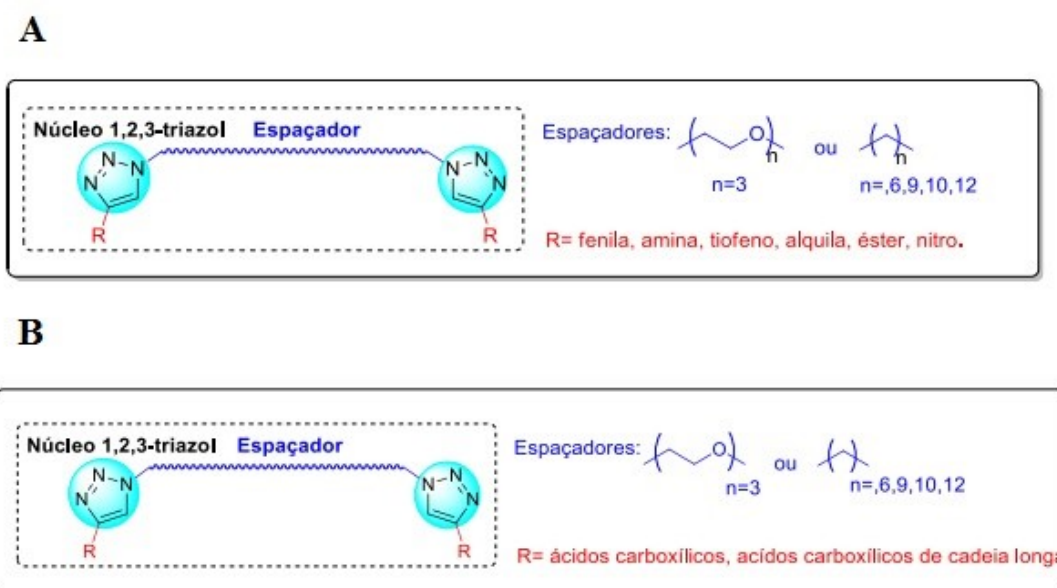 A
Núcleo 1,2,3-triazol Espaçador
Espaçadores: O n ou n
n=3 n=,6,9,10,12
N N N N N N
R R
R= fenila, amina, tiofeno, alquila, éster, nitro.
B
Núcleo 1,2,3-triazol Espaçador
Espaçadores: O ou
n=3 n=,6,9,10,12
N N N N N N
R R
R= ácidos carboxílicos, acídos carboxílicos de cadeia longa